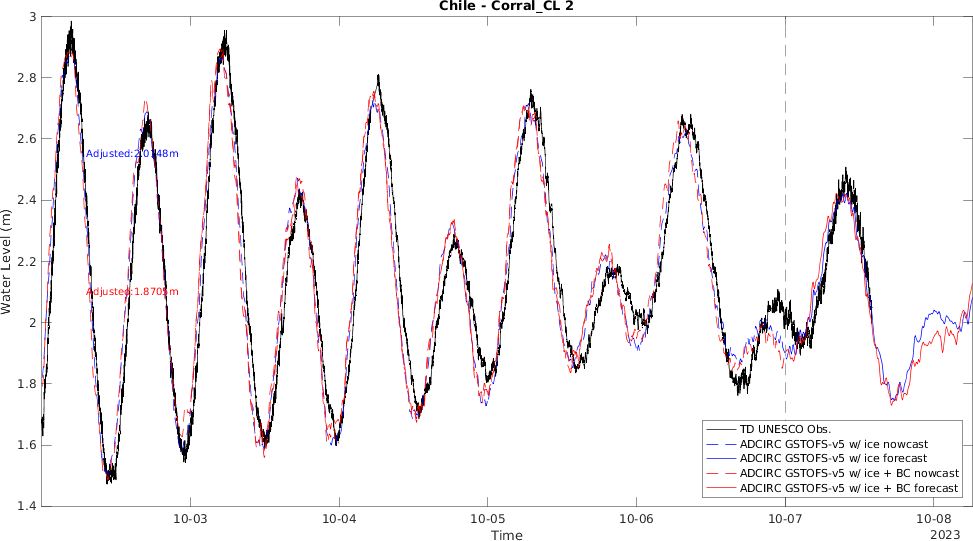 Chile - Corral_CL 2
3
2.8
2.6
2.4
2.2
2
1.8
1.6
1.4
Water Level (m)
Adjusted:2.0148m
Adjusted:1.8705m
10-03
10-04
10-05
10-06
10-07
10-08
Time
2023
TD UNESCO Obs.
ADCIRC GSTOFS-v5 w/ ice nowcast
ADCIRC GSTOFS-v5 w/ ice forecast
ADCIRC GSTOFS-v5 w/ ice + BC nowcast
ADCIRC GSTOFS-v5 w/ ice + BC forecast